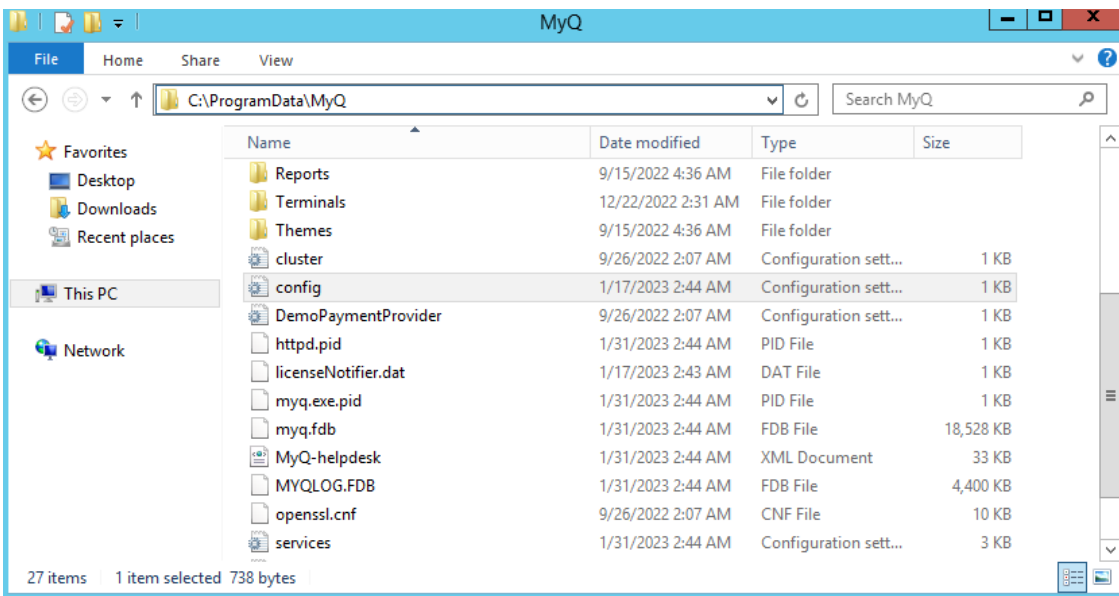 MyQ
File Home Share View
C:\ProgramData\MyQ Search MyQ
Name Date modified Type Size
Favorites
Desktop
Downloads
Recent places
This PC
Network
Reports 9/15/2022 4:36 AM File folder
Terminals 12/22/2022 2:31 AM File folder
Themes 9/15/2022 4:36 AM File folder
cluster 9/26/2022 2:07 AM Configuration sett... 1 KB
config 1/17/2023 2:44 AM Configuration sett... 1 KB
DemoPaymentProvider 9/26/2022 2:07 AM Configuration sett... 1 KB
httpd.pid 1/31/2023 2:44 AM PID File 1 KB
licenseNotifier.dat 1/17/2023 2:43 AM DAT File 1 KB
myq.exe.pid 1/31/2023 2:44 AM PID File 1 KB
myq.fdb 1/31/2023 2:44 AM FDB File 18,528 KB
MyQ-helpdesk 1/31/2023 2:44 AM XML Document 33 KB
MYQLOG.FDB 1/31/2023 2:44 AM FDB File 4,400 KB
openssl.cnf 9/26/2022 2:07 AM CNF File 10 KB
services 1/31/2023 2:44 AM Configuration sett... 3 KB
27 items 1 item selected 738 bytes